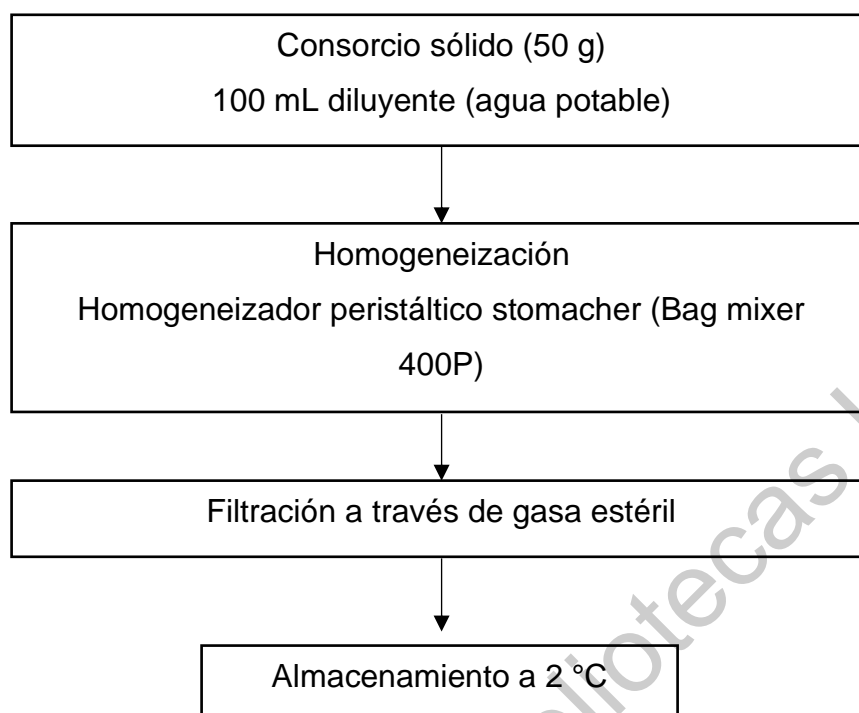 Consorcio sólido (50 g)
100 mL diluyente (agua potable)
Homogeneización
Homogeneizador peristáltico stomacher (Bag mixer
400P)
Filtración a través de gasa estéril
Almacenamiento a 2 °C